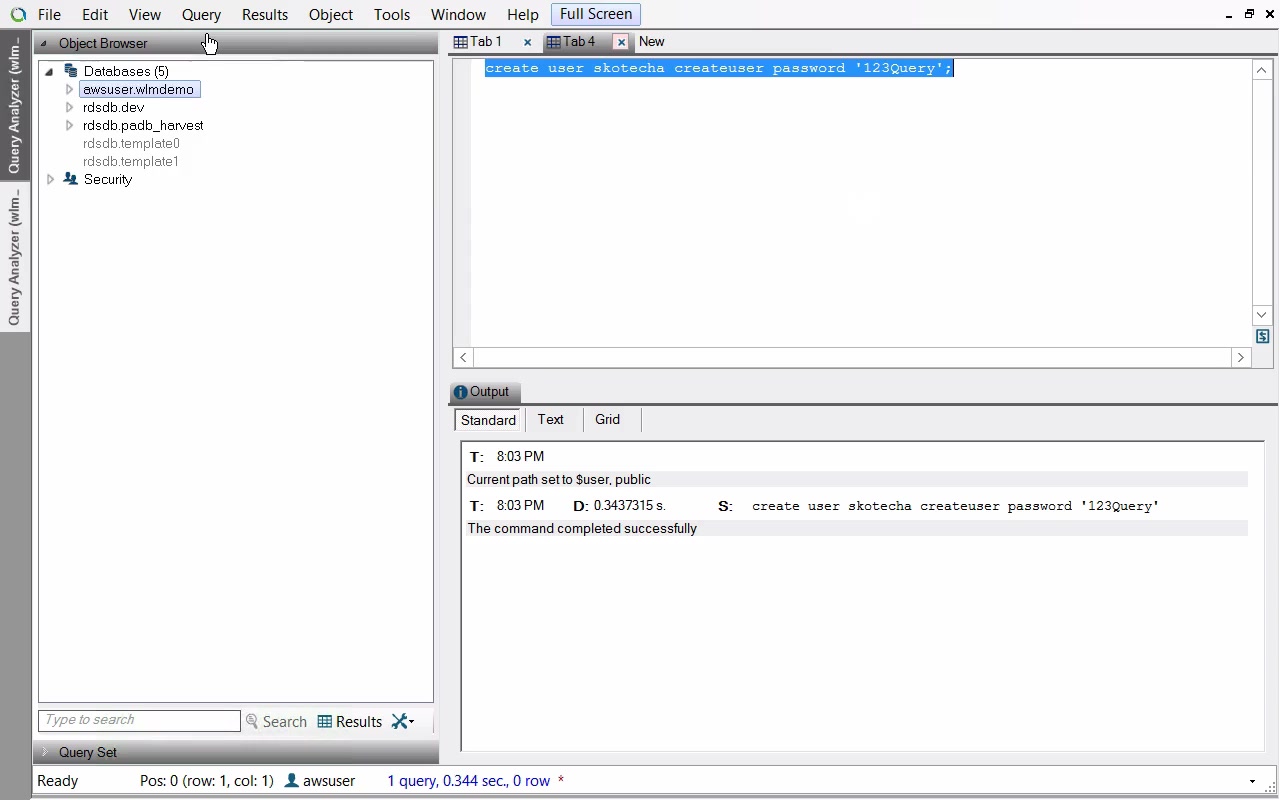 File Edit View Query Results Object Tools Window Help Full Screen
Query Analyzer (wlm...
Query Analyzer (wlm...
Object Browser
Databases (5)
awsuser.wlmdemo
rdsdb.dev
rdsdb.padb_harvest
rdsdb.template0
rdsdb.template1
Security
Type to search Search Results
Query Set
Tab 1 Tab 4 New
create user skotecha createuser password '123Query';
Output
Standard Text Grid
T: 8:03 PM
Current path set to $user, public
T: 8:03 PM D: 0.3437315 s. S: create user skotecha createuser password '123Query'
The command completed successfully
Ready Pos: 0 (row: 1, col: 1) awsuser 1 query, 0.344 sec., 0 row *